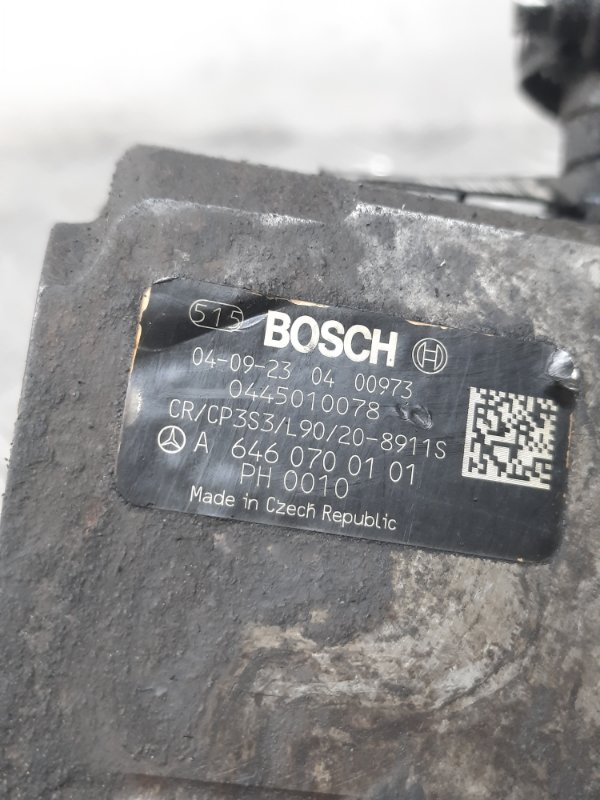 515 BOSCH
04-09-23 04 00973
0445010078
CR/CP3S3/L90/20-8911S
A 646 070 01 01
PH 0010
Made in Czech Republic